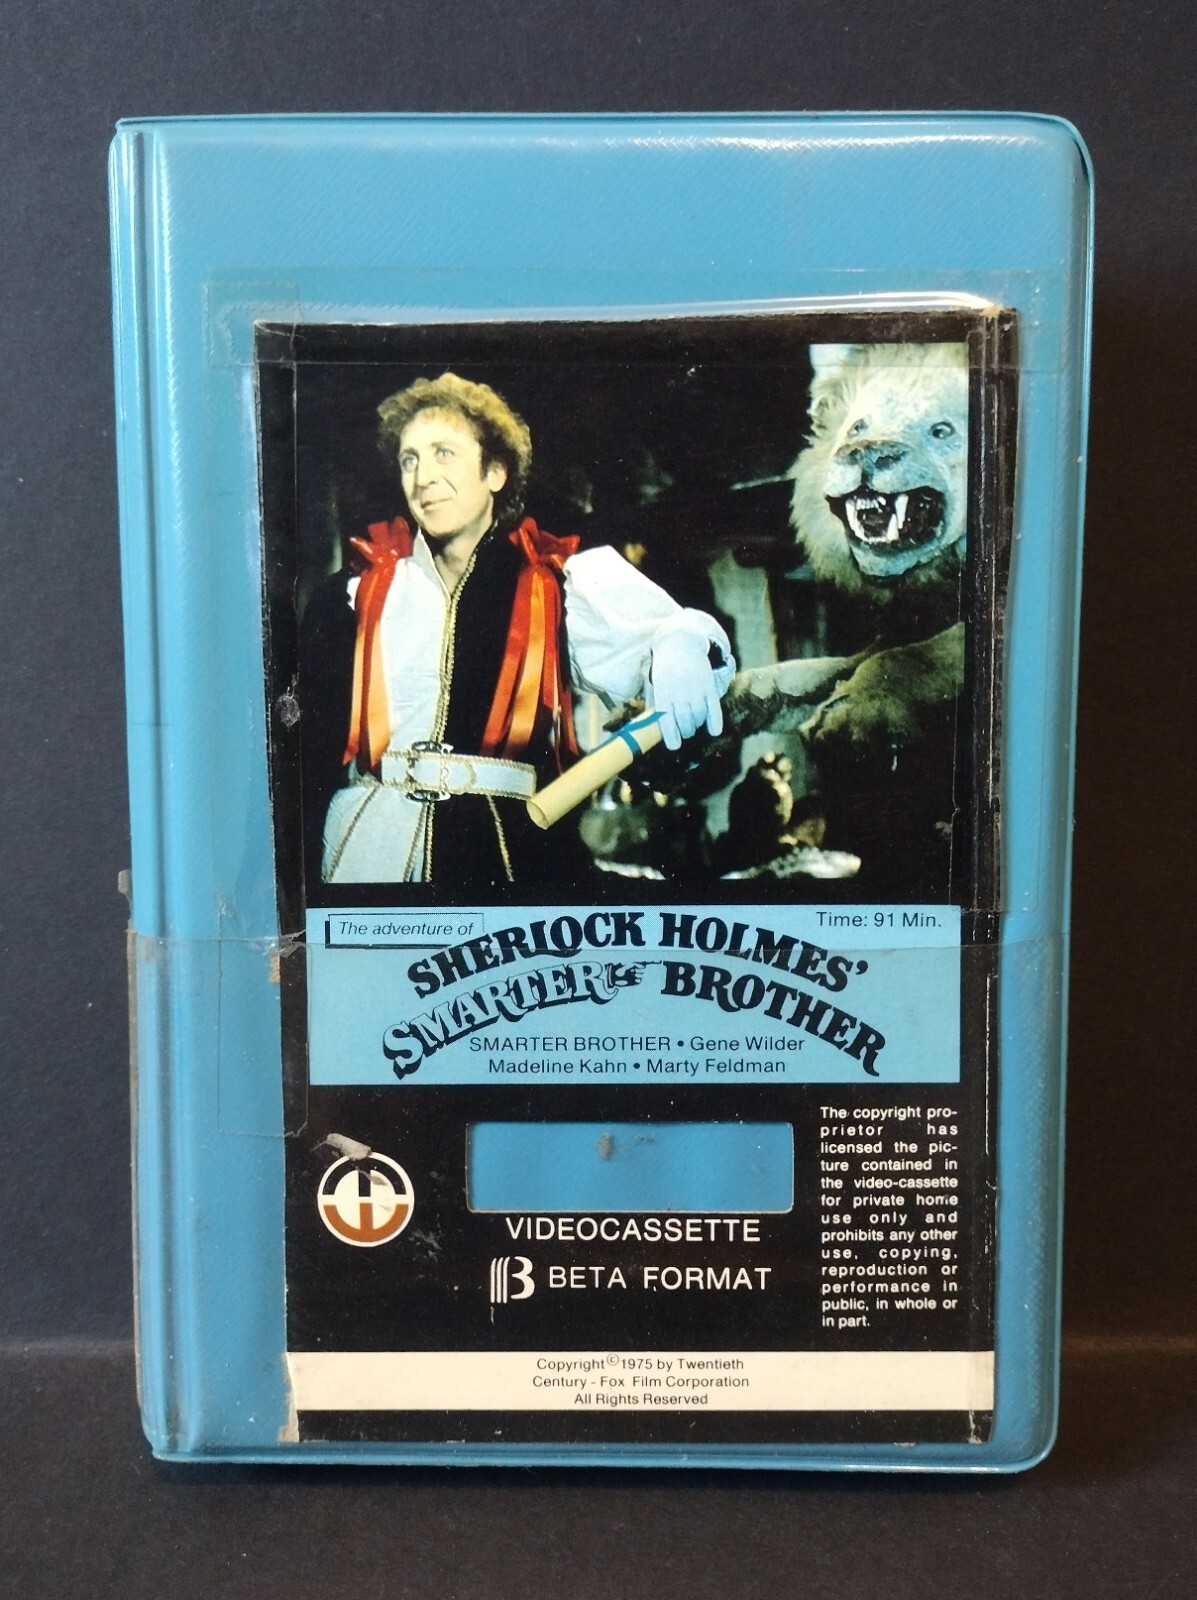 The adventure of
Time: 91 Min.
SHERLOCK HOLMES'
SMARTER BROTHER
SMARTER BROTHER • Gene Wilder
Madeline Kahn • Marty Feldman
VIDEOCASSETTE
B BETA FORMAT
The copyright pro-
prietor has
licensed the pic-
ture contained in
the video-cassette
for private home
use only and
prohibits any other
use, copying,
reproduction or
performance in
public, in whole or
in part.
Copyright ©1975 by Twentieth
Century - Fox Film Corporation
All Rights Reserved